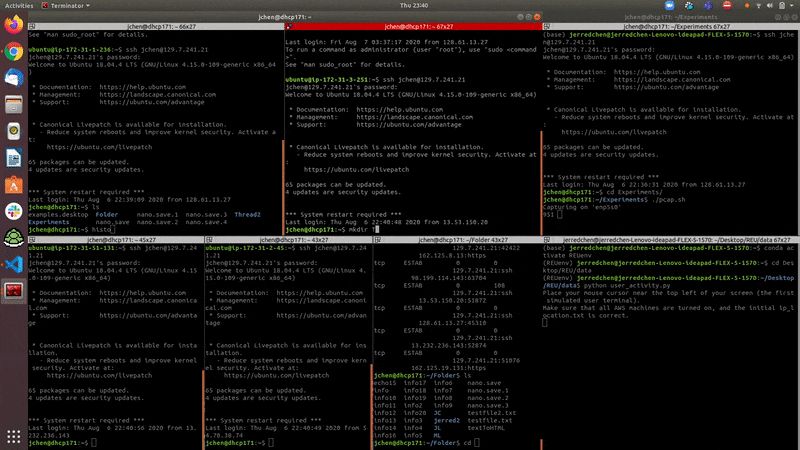 Activities
Terminator
Thu 23:40
jchen@dhcp171: ~
~/Experiments
jchen@dhcp171: ~ 66x27
See "man sudo_root" for details.
ubuntu@ip-172-31-1-236:~$ ssh jchen@129.7.241.21
jchen@129.7.241.21's password:
Welcome to Ubuntu 18.04.4 LTS (GNU/Linux 4.15.0-109-generic x86_64)
* Documentation: https://help.ubuntu.com
* Management: https://landscape.canonical.com
* Support: https://ubuntu.com/advantage
* Canonical Livepatch is available for installation.
- Reduce system reboots and improve kernel security. Activate at:
https://ubuntu.com/livepatch
65 packages can be updated.
4 updates are security updates.
*** System restart required ***
Last login: Thu Aug 6 22:39:09 2020 from 128.61.13.27
jchen@dhcp171:~$ ls
examples.desktop Folder nano.save.1 nano.save.3 Thread2
Experiments nano.save nano.save.2 nano.save.4
jchen@dhcp171:~$ histo
jchen@dhcp171: ~ 67x27
Last login: Fri Aug 7 03:37:17 2020 from 128.61.13.27
To run a command as administrator (user "root"), use "sudo <command>".
See "man sudo_root" for details.
ubuntu@ip-172-31-3-251:~$ ssh jchen@129.7.241.21
jchen@129.7.241.21's password:
Welcome to Ubuntu 18.04.4 LTS (GNU/Linux 4.15.0-109-generic x86_64)
* Documentation: https://help.ubuntu.com
* Management: https://landscape.canonical.com
* Support: https://ubuntu.com/advantage
* Canonical Livepatch is available for installation.
- Reduce system reboots and improve kernel security. Activate at:
https://ubuntu.com/livepatch
65 packages can be updated.
4 updates are security updates.
*** System restart required ***
Last login: Thu Aug 6 22:40:48 2020 from 13.53.150.20
jchen@dhcp171:~$ mkdir f
jchen@dhcp171: ~/Experiments 67x27
(base) jerredchen@jerredchen-Lenovo-ideapad-FLEX-5-1570:~$ ssh jchen@129.7.241.21
jchen@129.7.241.21's password:
Welcome to Ubuntu 18.04.4 LTS (GNU/Linux 4.15.0-109-generic x86_64)
* Documentation: https://help.ubuntu.com
* Management: https://landscape.canonical.com
* Support: https://ubuntu.com/advantage
* Canonical Livepatch is available for installation.
- Reduce system reboots and improve kernel security. Activate at:
https://ubuntu.com/livepatch
65 packages can be updated.
4 updates are security updates.
*** System restart required ***
Last login: Thu Aug 6 22:36:31 2020 from 128.61.13.27
jchen@dhcp171:~$ cd Experiments/
jchen@dhcp171:~/Experiments$ ./pcap.sh
Capturing on 'enp5s0'
951
jchen@dhcp171: ~ 45x27
21
jchen@129.7.241.21's password:
Welcome to Ubuntu 18.04.4 LTS (GNU/Linux 4.15.0-109-generic x86_64)
* Documentation: https://help.ubuntu.com
* Management: https://landscape.canonical.com
* Support: https://ubuntu.com/advantage
* Canonical Livepatch is available for installation.
- Reduce system reboots and improve kernel security. Activate at:
https://ubuntu.com/livepatch
65 packages can be updated.
4 updates are security updates.
*** System restart required ***
Last login: Thu Aug 6 22:40:56 2020 from 13.232.236.143
jchen@dhcp171:~$
jchen@dhcp171: ~ 43x27
ubuntu@ip-172-31-2-45:~$ ssh jchen@129.7.241.21
jchen@129.7.241.21's password:
Welcome to Ubuntu 18.04.4 LTS (GNU/Linux 4.15.0-109-generic x86_64)
* Documentation: https://help.ubuntu.com
* Management: https://landscape.canonical.com
* Support: https://ubuntu.com/advantage
* Canonical Livepatch is available for installation.
- Reduce system reboots and improve kernel security. Activate at:
https://ubuntu.com/livepatch
65 packages can be updated.
4 updates are security updates.
*** System restart required ***
jchen@dhcp171:~$
jchen@dhcp171: ~/Folder 43x27
129.7.241.21:42422
162.125.8.13:https
tcp ESTAB 0 0
129.7.241.21:ssh
98.199.114.143:63704
tcp ESTAB 0 108
129.7.241.21:ssh
13.53.150.20:51872
tcp ESTAB 0 0
129.7.241.21:ssh
128.61.13.27:45310
tcp ESTAB 0 0
129.7.241.21:ssh
13.232.236.143:52874
tcp ESTAB 0 0
129.7.241.21:51076
162.125.19.131:https
jchen@dhcp171:~/Folder$ ls
echo15 info17 info6 nano.save
info info18 info7 nano.save.1
info1 info2 info9 nano.save.2
info12 info20 JC testfile2.txt
info13 info3 jerred2 testfile.txt
info14 info4 JL textToHTML
info16 info5 ML
jchen@dhcp171:~/Folder$ cd
jerredchen@jerredchen-Lenovo-ideapad-FLEX-5-1570: ~/Desktop/REU/data 67x27
(base) jerredchen@jerredchen-Lenovo-ideapad-FLEX-5-1570:~$ conda activate REUenv
(REUenv) jerredchen@jerredchen-Lenovo-ideapad-FLEX-5-1570:~$ cd Desktop/REU/data
(REUenv) jerredchen@jerredchen-Lenovo-ideapad-FLEX-5-1570:~/Desktop/REU/data$ python user_activity.py
Place your mouse cursor near the top left of your screen (the first simulated user terminal).
Make sure that all AWS machines are turned on, and the initial ip_location.txt is correct.